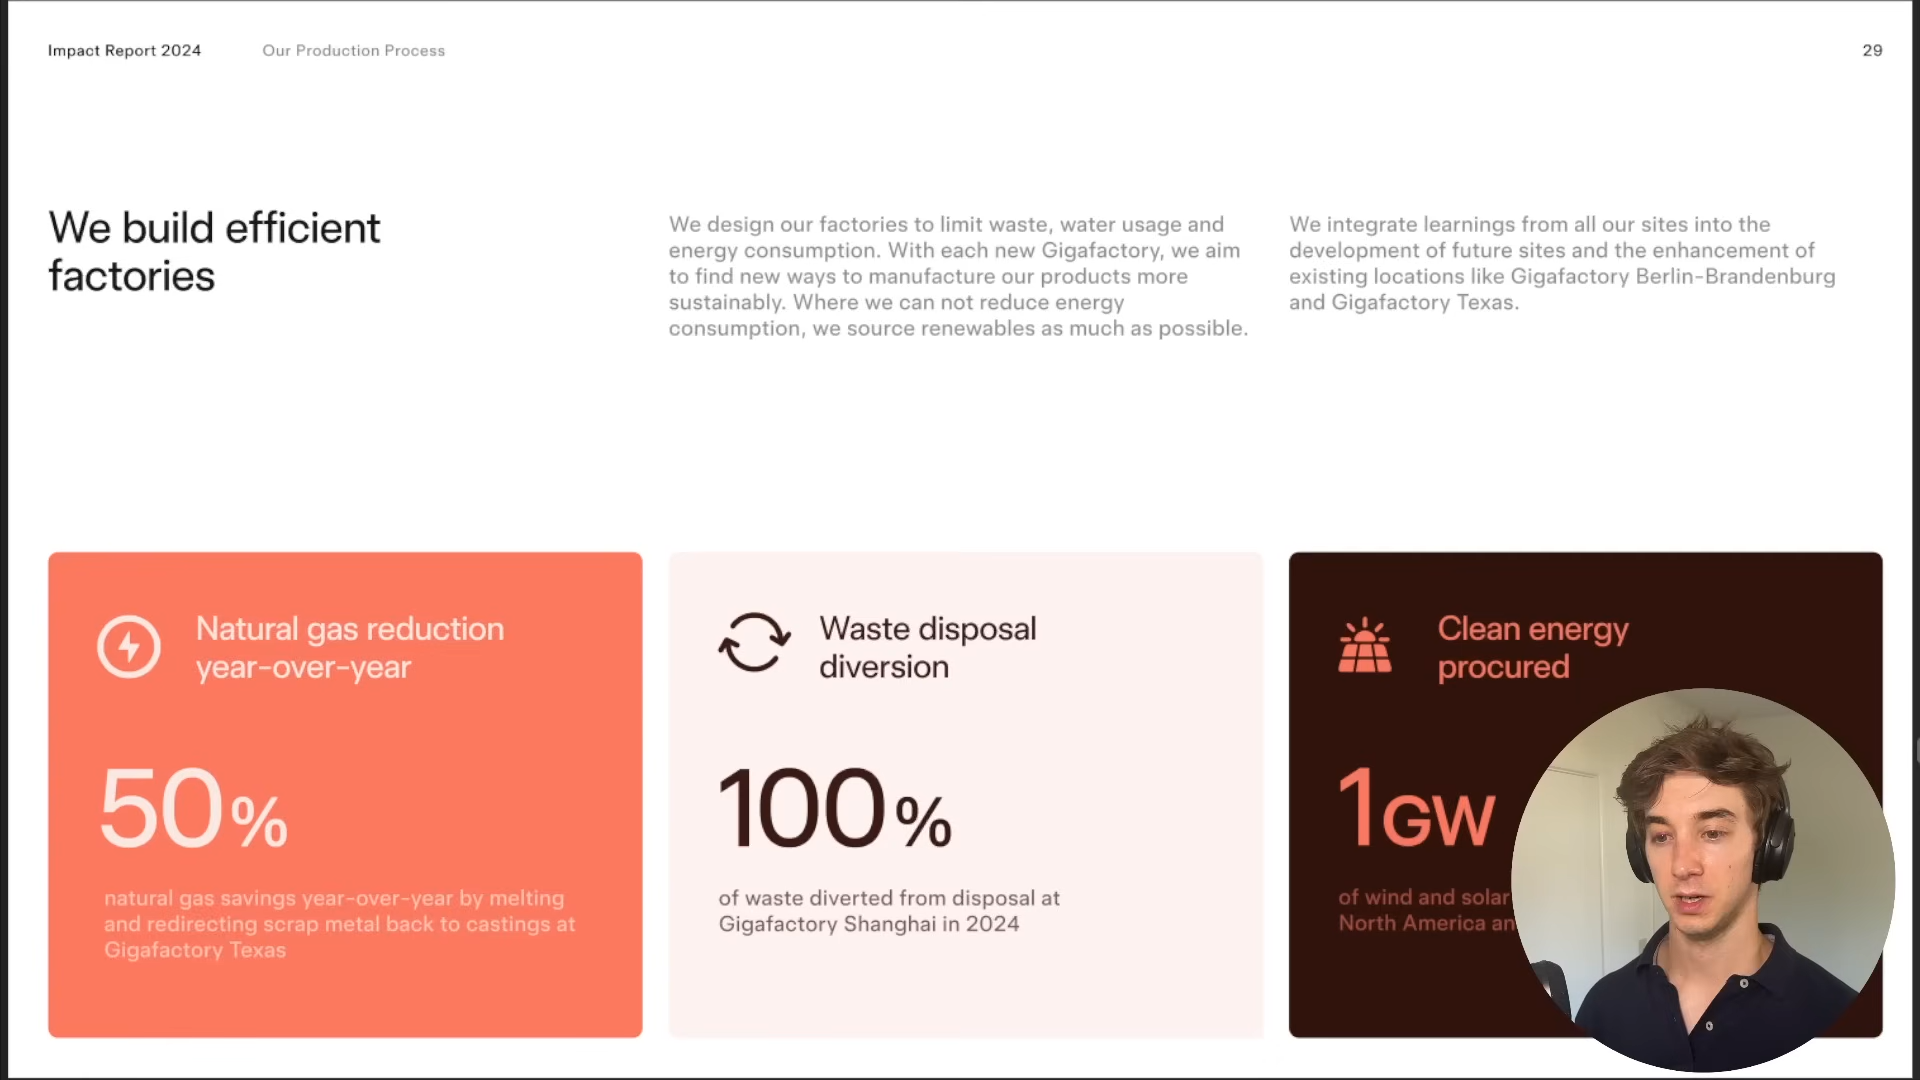 Impact Report 2024
Our Production Process
29
We build efficient
factories
We design our factories to limit waste, water usage and
energy consumption. With each new Gigafactory, we aim
to find new ways to manufacture our products more
sustainably. Where we can not reduce energy
consumption, we source renewables as much as possible.
We integrate learnings from all our sites into the
development of future sites and the enhancement of
existing locations like Gigafactory Berlin-Brandenburg
and Gigafactory Texas.
Natural gas reduction
year-over-year
50%
natural gas savings year-over-year by melting
and redirecting scrap metal back to castings at
Gigafactory Texas
Waste disposal
diversion
100%
of waste diverted from disposal at
Gigafactory Shanghai in 2024
Clean energy
procured
1GW
of wind and solar
North America